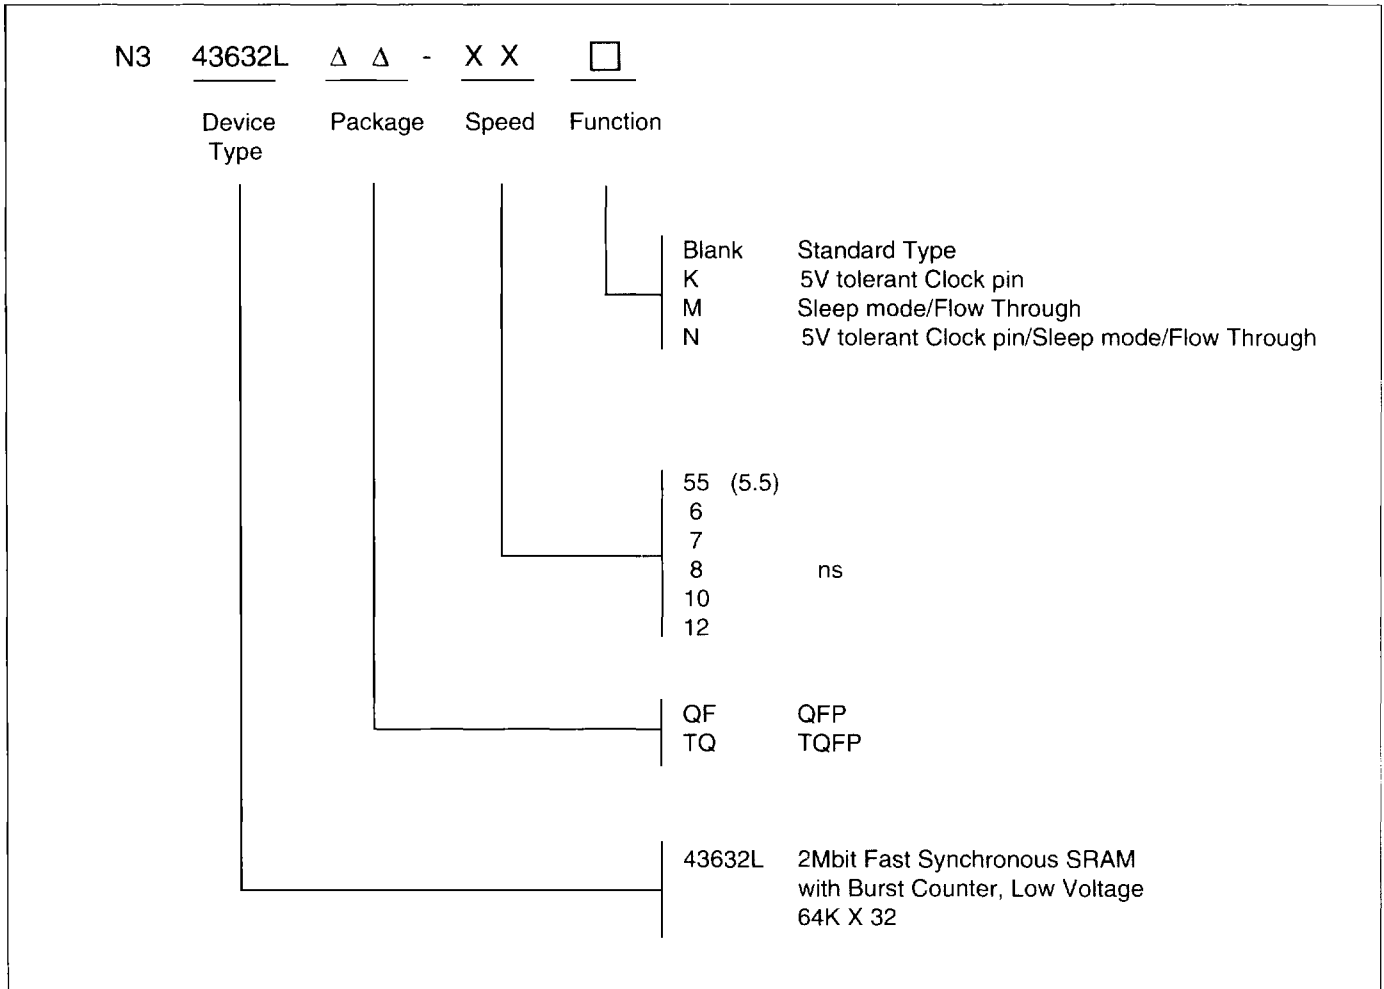 N3 43632L Δ Δ - X X □
Device Type Package Speed Function
Blank Standard Type
K 5V tolerant Clock pin
M Sleep mode/Flow Through
N 5V tolerant Clock pin/Sleep mode/Flow Through
55 (5.5)
6
7
8 ns
10
12
QF QFP
TQ TQFP
43632L 2Mbit Fast Synchronous SRAM
with Burst Counter, Low Voltage
64K X 32